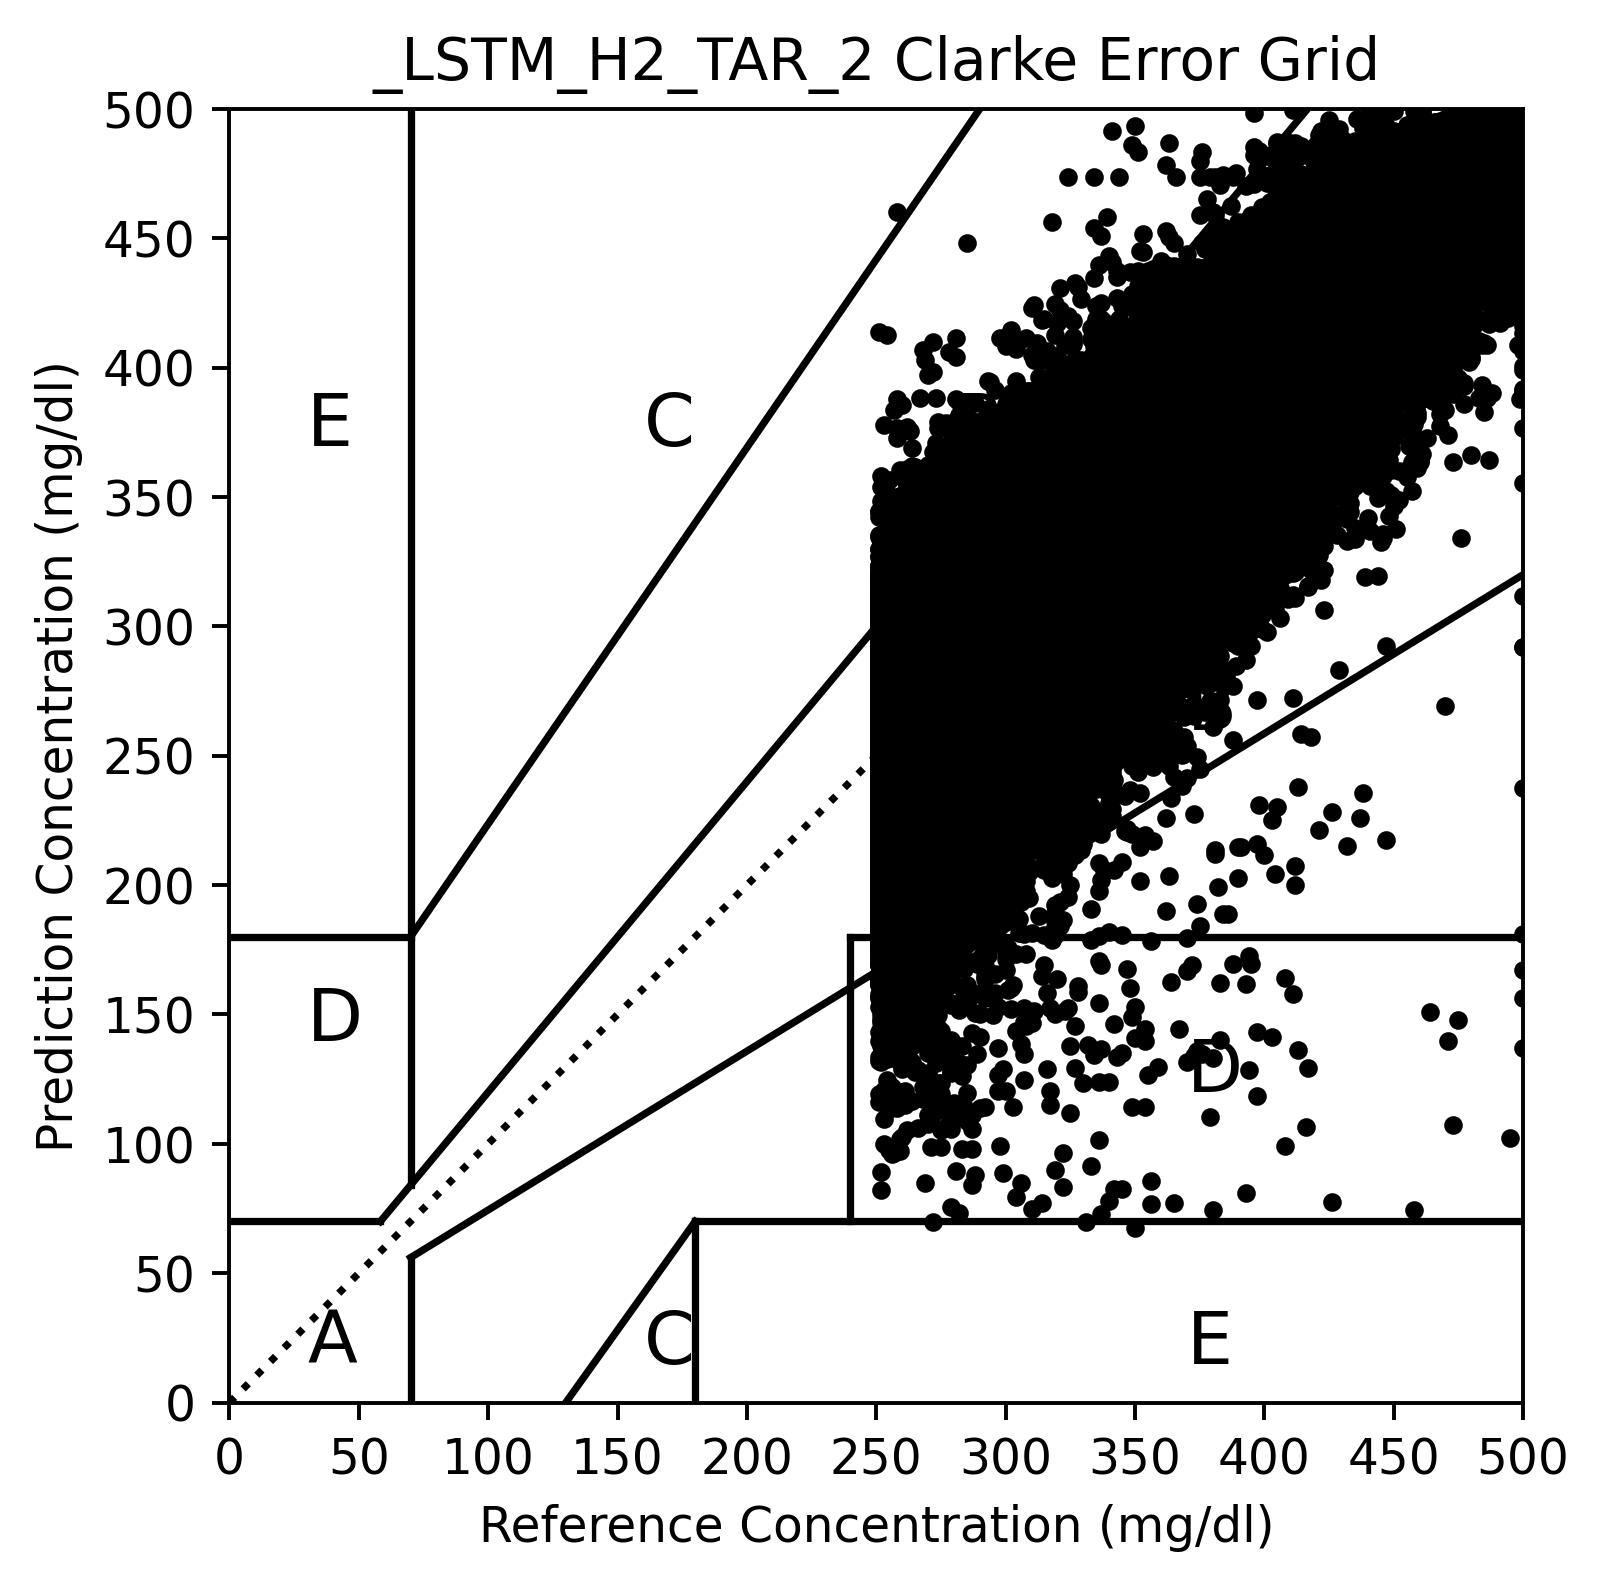 _LSTM_H2_TAR_2 Clarke Error Grid
Prediction Concentration (mg/dl)
500
450
400
350
300
250
200
150
100
50
0
E
C
D
D
A
C
E
0 50 100 150 200 250 300 350 400 450 500
Reference Concentration (mg/dl)